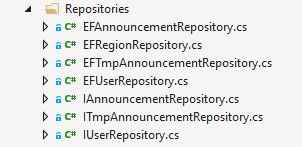 Repositories
C# EFAnnouncementRepository.cs
C# EFRegionRepository.cs
C# EFTmpAnnouncementRepository.cs
C# EFUserRepository.cs
C# IAnnouncementRepository.cs
C# ITmpAnnouncementRepository.cs
C# IUserRepository.cs